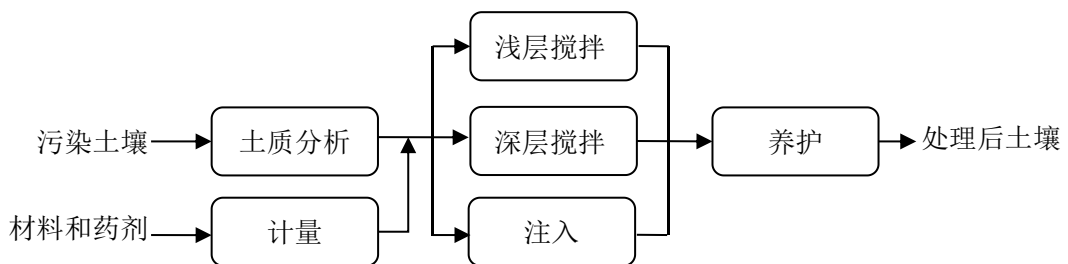 浅层搅拌
污染土壤
土质分析
深层搅拌
养护
处理后土壤
材料和药剂
计量
注入